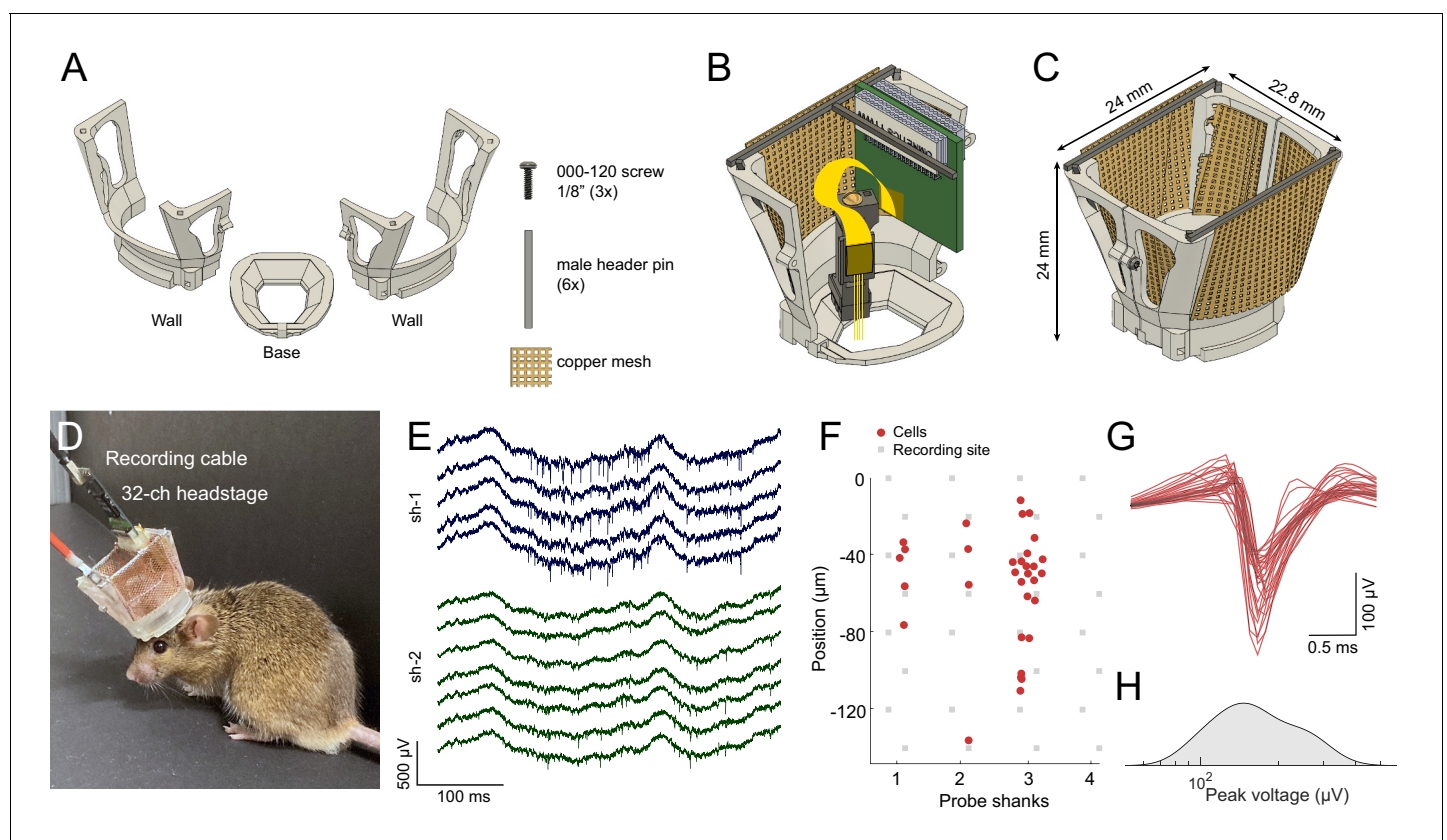 A
000-120 screw
1/8" (3x)
male header pin
(6x)
copper mesh
Wall
Base
Wall
B
OMNETICS
C
24 mm
22.8 mm
24 mm
D
Recording cable
32-ch headstage
E
sh-1
sh-2
500 µV
100 ms
F
Cells
Recording site
0
-40
-80
-120
Position (µm)
1 2 3 4
Probe shanks
G
100 µV
0.5 ms
H
10²
Peak voltage (µV)